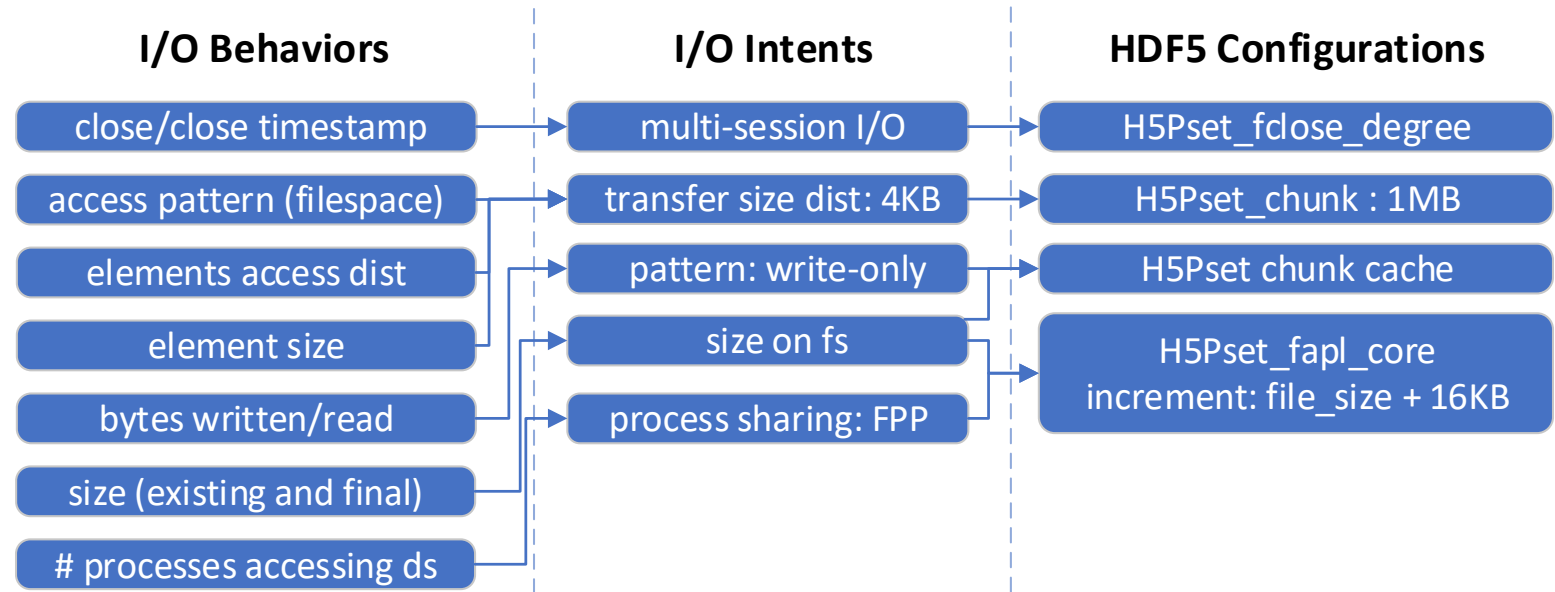 I/O Behaviors
close/close timestamp
access pattern (filespace)
elements access dist
element size
bytes written/read
size (existing and final)
# processes accessing ds
I/O Intents
multi-session I/O
transfer size dist: 4KB
pattern: write-only
size on fs
process sharing: FPP
HDF5 Configurations
H5Pset_fclose_degree
H5Pset_chunk : 1MB
H5Pset chunk cache
H5Pset_fapl_core
increment: file_size + 16KB